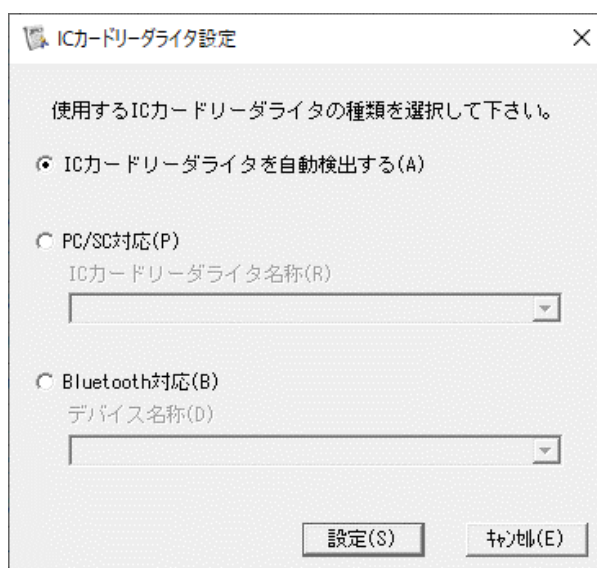 ICカードリーダライタ設定
使用するICカードリーダライタの種類を選択して下さい。
ICカードリーダライタを自動検出する(A)
PC/SC対応(P)
ICカードリーダライタ名称(R)
Bluetooth対応(B)
デバイス名称(D)
設定(S)
ｷｬﾝｾﾙ(E)